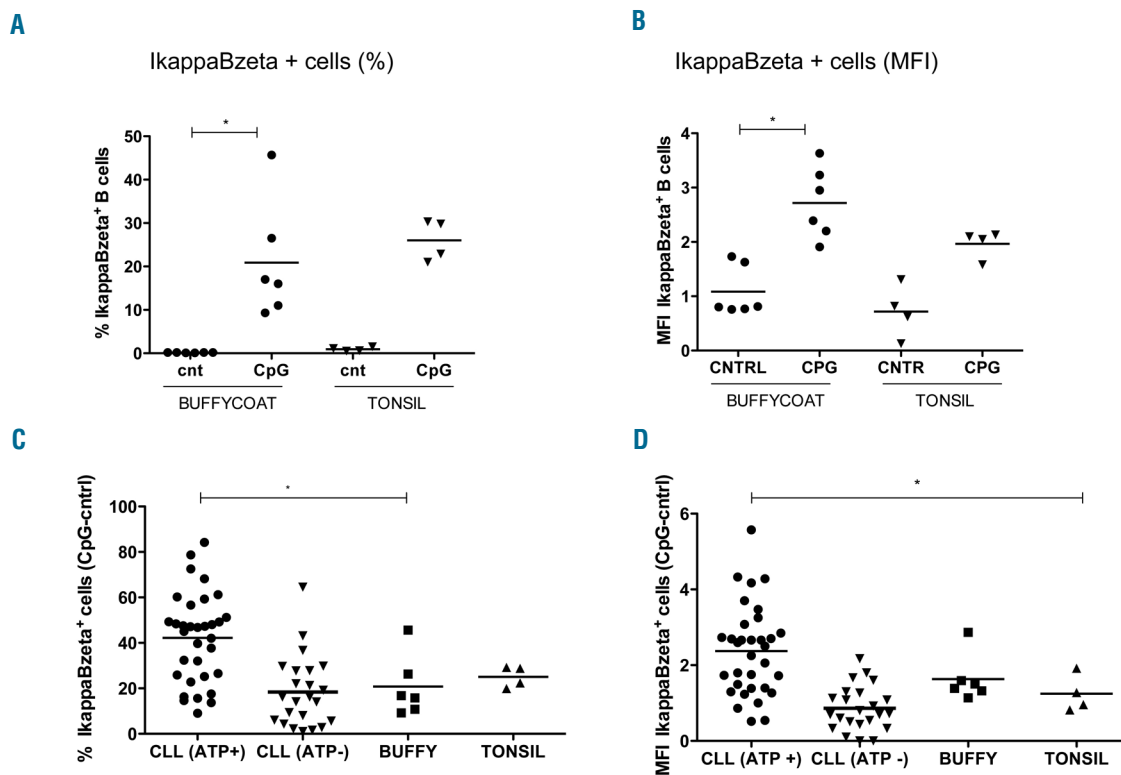 A
IkappaBzeta + cells (%)
*
% IkappaBzeta⁺ B cells
50
40
30
20
10
0
cnt CpG cnt CpG
BUFFYCOAT TONSIL
B
IkappaBzeta + cells (MFI)
*
MFI IkappaBzeta⁺ B cells
4
3
2
1
0
CNTRL CPG CNTR CPG
BUFFYCOAT TONSIL
C
*
% IkappaBzeta⁺ cells (CpG-cntrl)
100
80
60
40
20
0
CLL (ATP+) CLL (ATP-) BUFFY TONSIL
D
*
MFI IkappaBzeta⁺ cells (CpG-cntrl)
6
4
2
0
CLL (ATP +) CLL (ATP -) BUFFY TONSIL